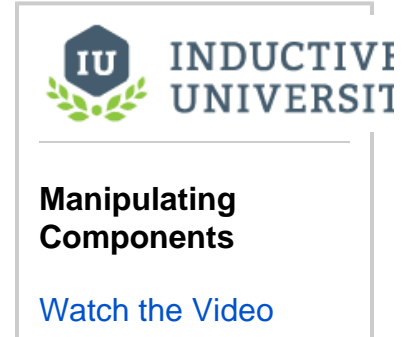 IU
INDUCTIVE
UNIVERSIT
Manipulating
Components
Watch the Video